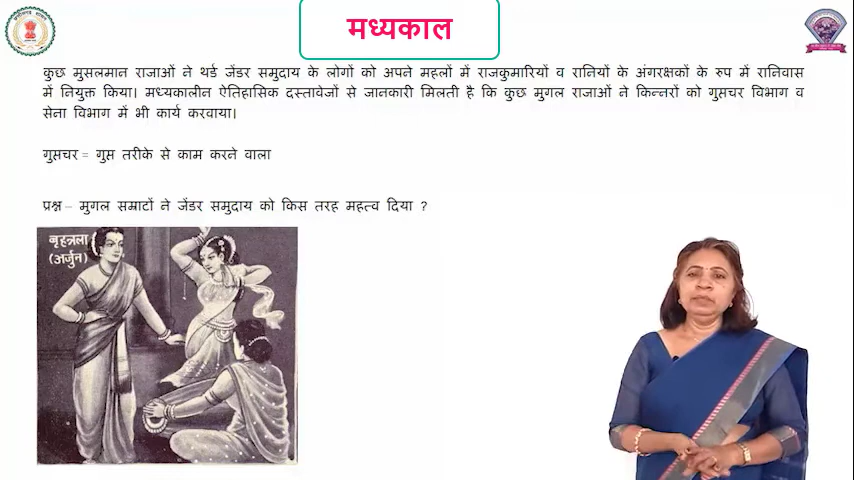 मध्यकाल
कुछ मुसलमान राजाओं ने थर्ड जेंडर समुदाय के लोगों को अपने महलों में राजकुमारियों व रानियों के अंगरक्षकों के रुप में रानिवास
में नियुक्त किया। मध्यकालीन ऐतिहासिक दस्तावेजों से जानकारी मिलती है कि कुछ मुगल राजाओं ने किन्नरों को गुप्तचर विभाग व
सेना विभाग में भी कार्य करवाया।
गुप्तचर = गुप्त तरीके से काम करने वाला
प्रश्न – मुगल सम्राटों ने जेंडर समुदाय को किस तरह महत्व दिया ?
बृहन्नला
(अर्जुन)